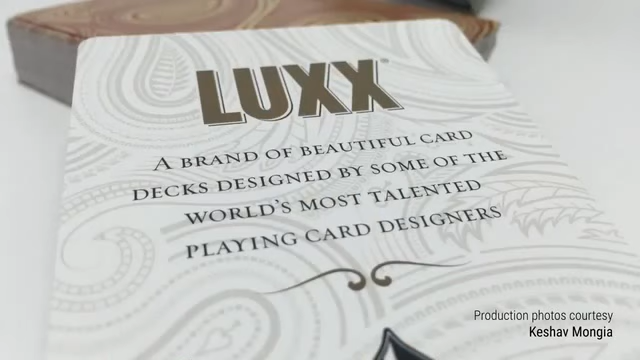 LUXX®
A BRAND OF BEAUTIFUL CARD
DECKS DESIGNED BY SOME OF THE
WORLD'S MOST TALENTED
PLAYING CARD DESIGNERS
Production photos courtesy
Keshav Mongia